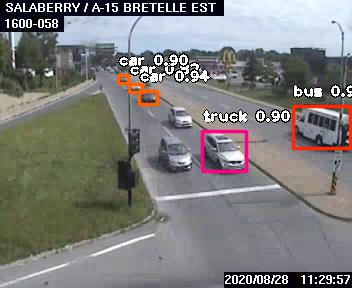 SALABERRY / A-15 BRETELLE EST
1600-058
car 0.90
car
car 0.94
truck 0.90
bus 0.9
2020/08/28 11:29:57